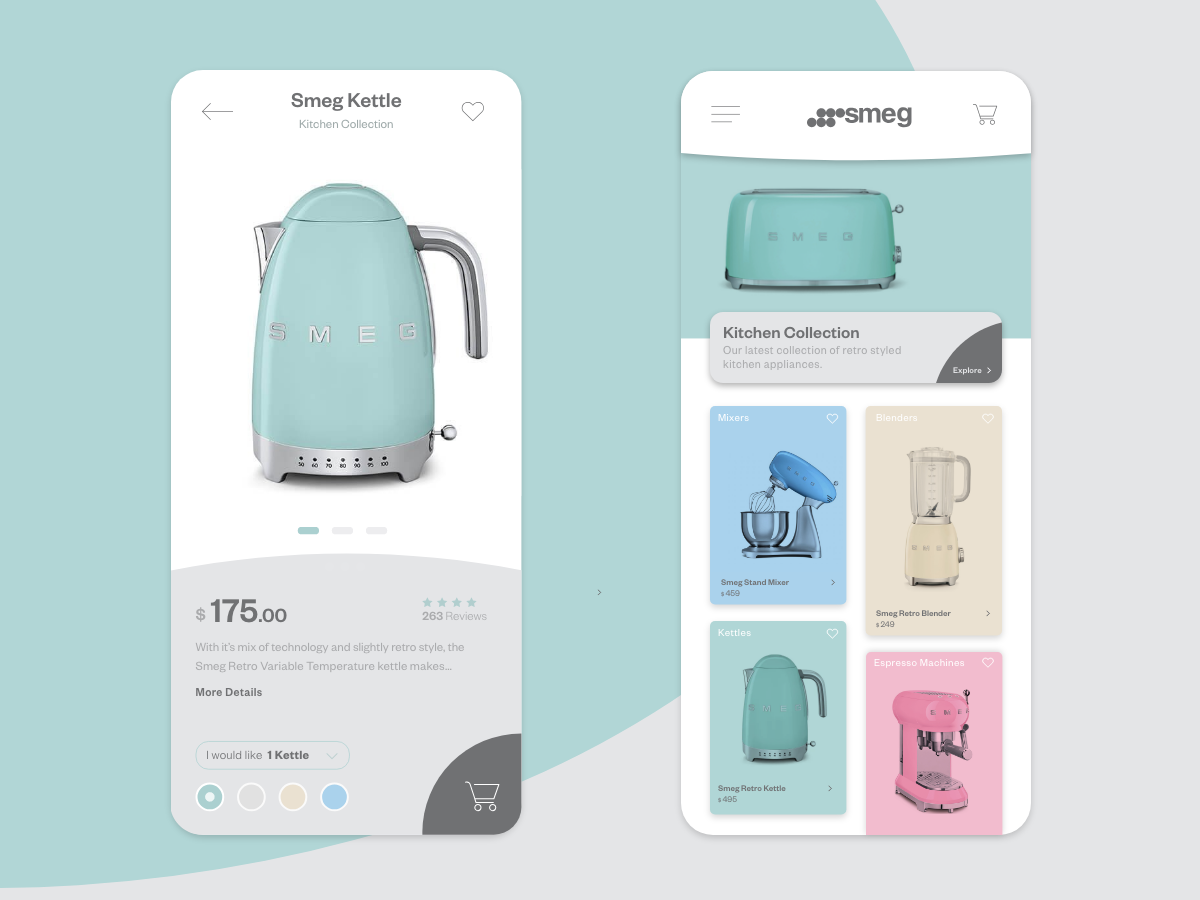 Smeg Kettle
Kitchen Collection
S M E G
50 60 70 80 90 95 100
$ 175.00
263 Reviews
With it's mix of technology and slightly retro style, the
Smeg Retro Variable Temperature kettle makes...
More Details
I would like 1 Kettle
smeg
S M E G
Kitchen Collection
Our latest collection of retro styled
kitchen appliances.
Explore
Mixers
S M E G
Smeg Stand Mixer
$ 459
Blenders
S M E G
Smeg Retro Blender
$ 249
Kettles
S M E G
Smeg Retro Kettle
$ 495
Espresso Machines